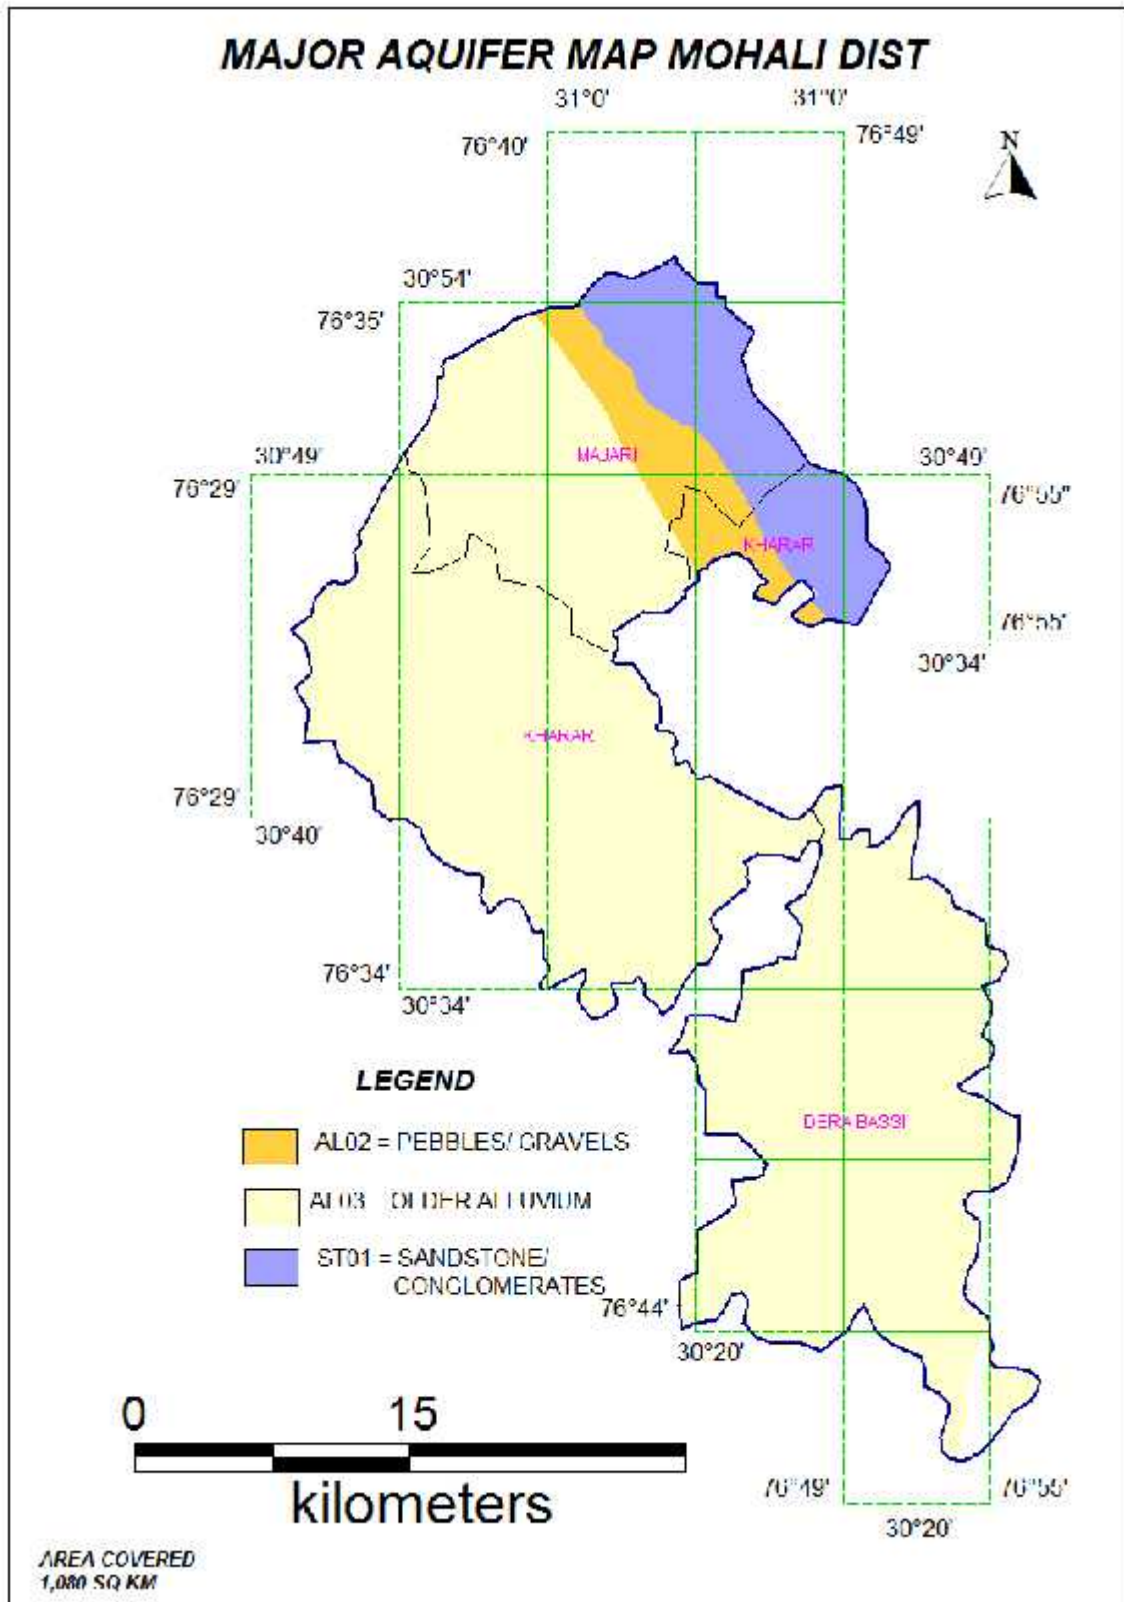 MAJOR AQUIFER MAP MOHALI DIST
31°0' 31°0'
76°40' 76°49'
N
30°54'
76°35'
MAJARI
30°49' 30°49'
76°29' 76°55"
KHARAR
76°55'
30°34'
KHARAR
76°29'
30°40'
76°34'
30°34'
LEGEND
DERA BASSI
AL02 = PEBBLES/ GRAVELS
AL03 OLDER ALLUVIUM
ST01 = SANDSTONE/
CONGLOMERATES
76°44'
30°20'
0 15
kilometers
76°49' 76°55'
30°20'
AREA COVERED
1,080 SQ KM